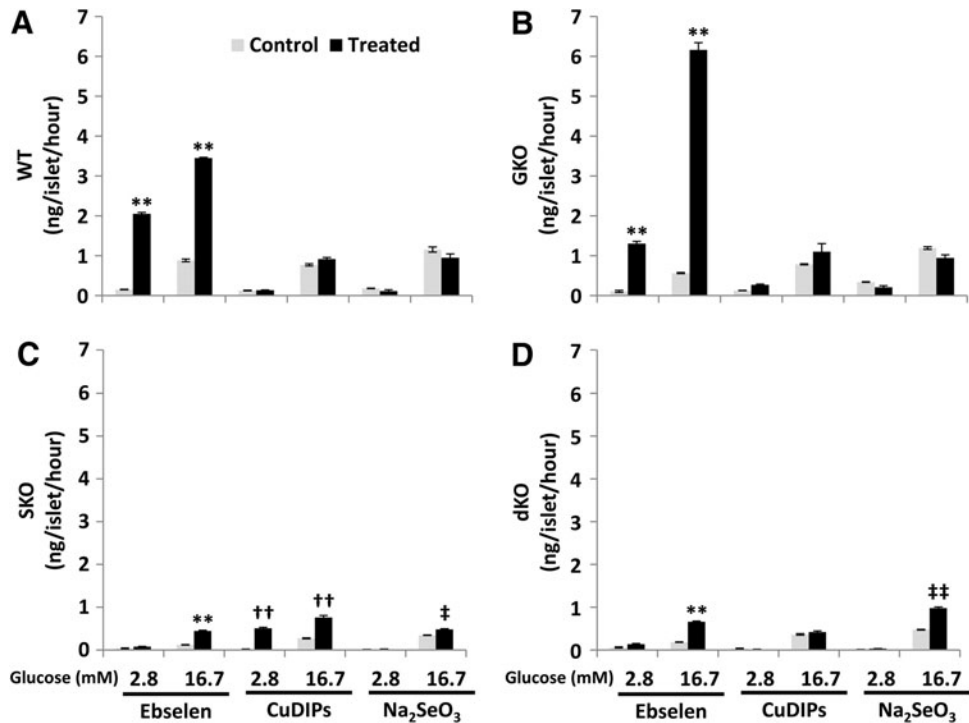 A
B
Control Treated
WT
(ng/islet/hour)
7
6
5
4
3
2
1
0
**
**
GKO
(ng/islet/hour)
7
6
5
4
3
2
1
0
**
**
C
D
SKO
(ng/islet/hour)
7
6
5
4
3
2
1
0
**
††
††
‡
dKO
(ng/islet/hour)
7
6
5
4
3
2
1
0
**
‡‡
Glucose (mM) 2.8 16.7 2.8 16.7 2.8 16.7
Ebselen CuDIPs Na₂SeO₃
Glucose (mM) 2.8 16.7 2.8 16.7 2.8 16.7
Ebselen CuDIPs Na₂SeO₃